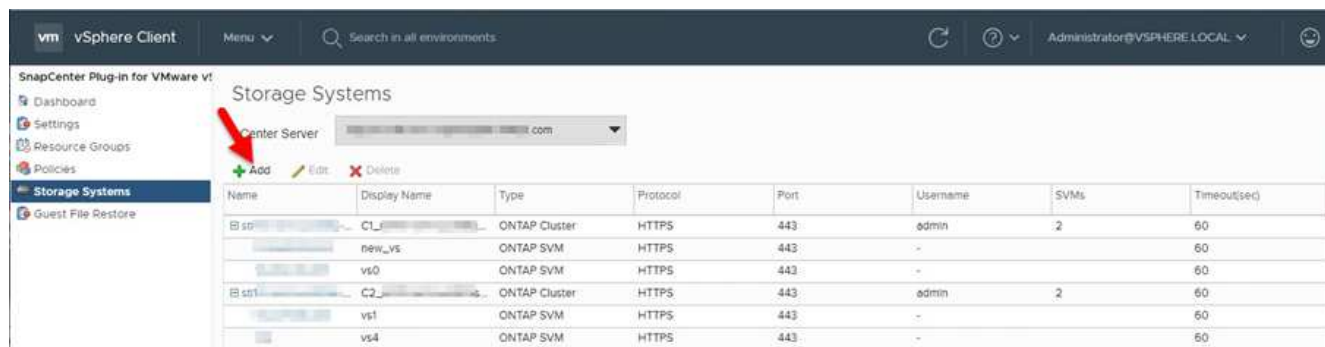 vm vSphere Client Menu Search in all environments Administrator@VSPHERE.LOCAL
SnapCenter Plug-in for VMware vS
Dashboard
Settings
Resource Groups
Policies
Storage Systems
Guest File Restore
Storage Systems
Center Server com
Add Edit Delete
Name Display Name Type Protocol Port Username SVMs Timeout(sec)
C1_ ONTAP Cluster HTTPS 443 admin 2 60
new_vs ONTAP SVM HTTPS 443 - 60
vs0 ONTAP SVM HTTPS 443 - 60
C2_ ONTAP Cluster HTTPS 443 admin 2 60
vs1 ONTAP SVM HTTPS 443 - 60
vs4 ONTAP SVM HTTPS 443 - 60